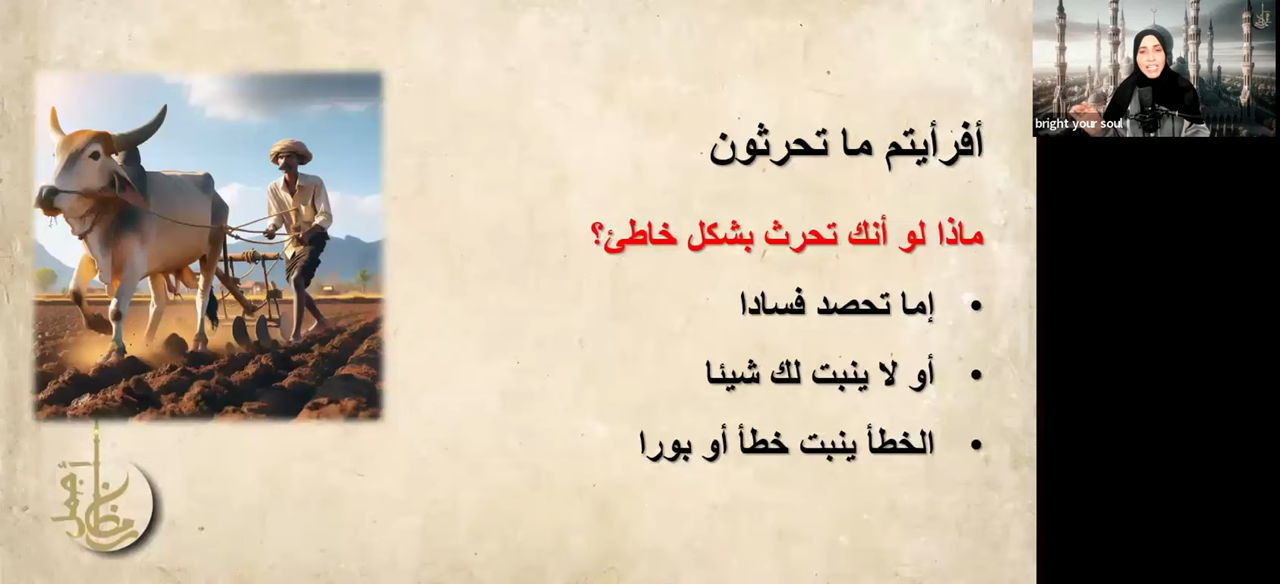 أفرأيتم ما تحرثون
ماذا لو أنك تحرث بشكل خاطئ؟
• إما تحصد فسادا
• أو لا ينبت لك شيئا
• الخطأ ينبت خطأ أو بورا
bright your soul